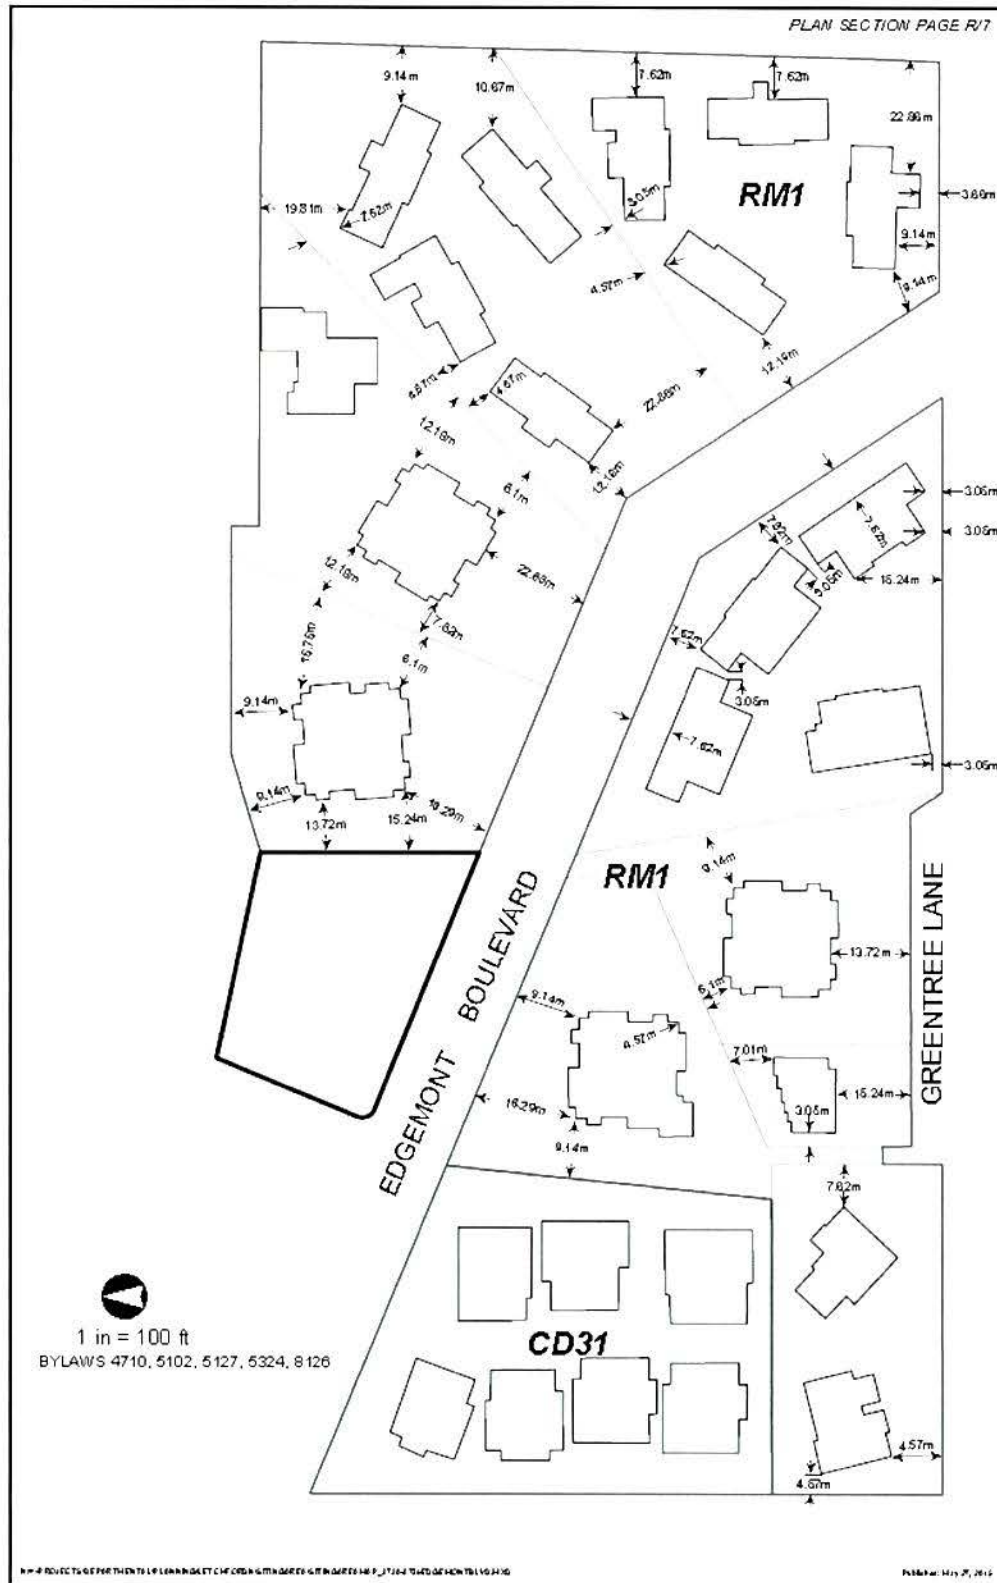 PLAN SECTION PAGE R/7
9.14m
10.67m
7.62m
7.62m
22.86m
RM1
3.05m
3.66m
19.81m
7.62m
9.14m
4.57m
9.14m
12.19m
4.57m
4.57m
22.86m
12.19m
12.19m
6.1m
3.05m
7.62m
7.62m
3.05m
12.19m
22.86m
3.05m
15.24m
7.62m
7.62m
16.76m
6.1m
3.05m
9.14m
7.62m
3.05m
9.14m
13.72m
15.24m
18.29m
RM1
9.14m
EDGEMONT BOULEVARD
GREENTREE LANE
13.72m
6.1m
9.14m
4.57m
7.01m
15.24m
3.05m
9.14m
7.62m
1 in = 100 ft
BYLAWS 4710, 5102, 5127, 5324, 8126
CD31
4.57m
4.57m